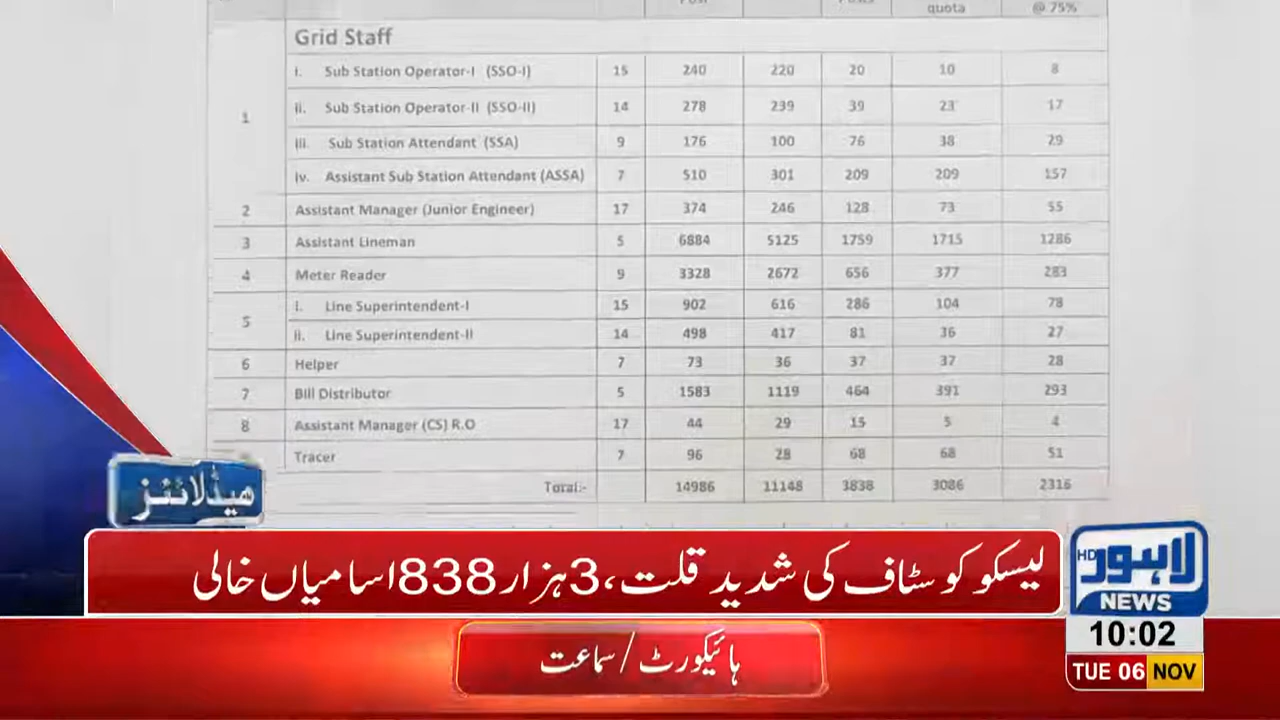 quota @ 75%
Grid Staff
1
i. Sub Station Operator-I (SSO-I) 15 240 220 20 10 8
ii. Sub Station Operator-II (SSO-II) 14 278 239 39 23 17
iii. Sub Station Attendant (SSA) 9 176 100 76 38 29
iv. Assistant Sub Station Attendant (ASSA) 7 510 301 209 209 157
2 Assistant Manager (Junior Engineer) 17 374 246 128 73 55
3 Assistant Lineman 5 6884 5125 1759 1715 1286
4 Meter Reader 9 3328 2672 656 377 283
5
i. Line Superintendent-I 15 902 616 286 104 78
ii. Line Superintendent-II 14 498 417 81 36 27
6 Helper 7 73 36 37 37 28
7 Bill Distributor 5 1583 1119 464 391 293
8 Assistant Manager (CS) R.O 17 44 29 15 5 4
Tracer 7 96 28 68 68 51
Total:- 14986 11148 3838 3086 2316
ہیڈلائنز
لیسکو کو سٹاف کی شدید قلت، 3 ہزار 838 اسامیاں خالی
لاہور HD
NEWS
10:02
ہائیکورٹ / سماعت
TUE 06 NOV